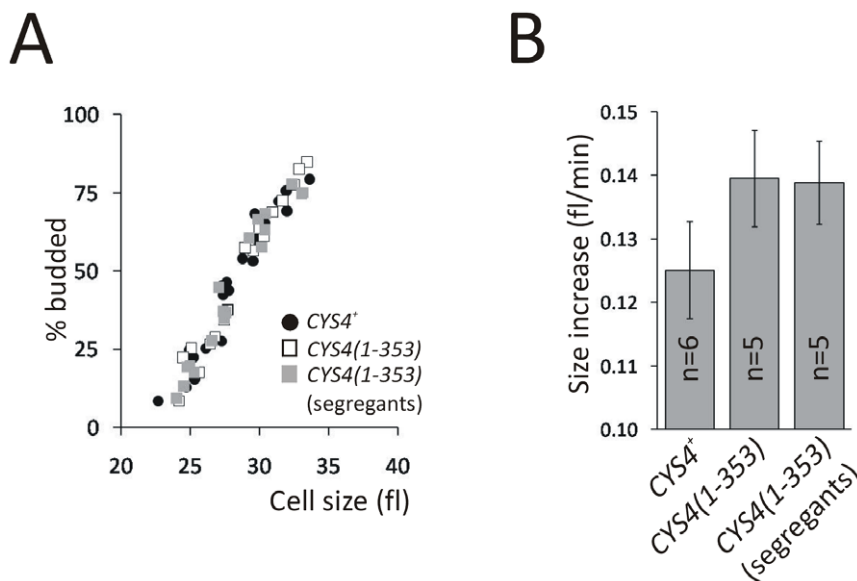 A
100
75
50
25
0
% budded
20
25
30
35
40
Cell size (fl)
CYS4+
CYS4(1-353)
CYS4(1-353)
(segregants)
B
0.15
0.14
0.13
0.12
0.11
0.10
Size increase (fl/min)
n=6
n=5
n=5
CYS4+
CYS4(1-353)
CYS4(1-353)
(segregants)